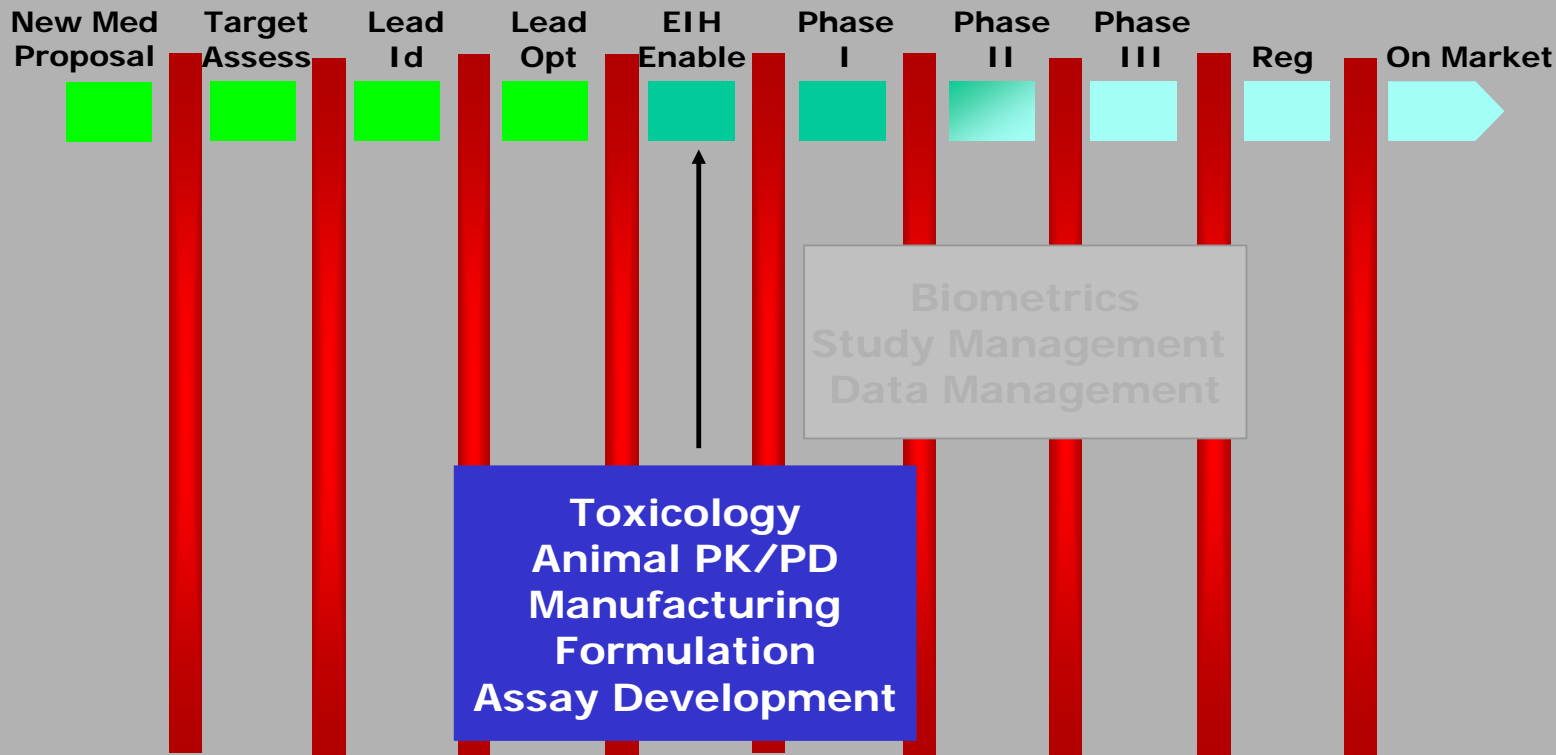 New Med
Proposal
Target
Assess
Lead
Id
Lead
Opt
EIH
Enable
Phase
I
Phase
II
Phase
III
Reg
On Market
Biometrics
Study Management
Data Management
Toxicology
Animal PK/PD
Manufacturing
Formulation
Assay Development